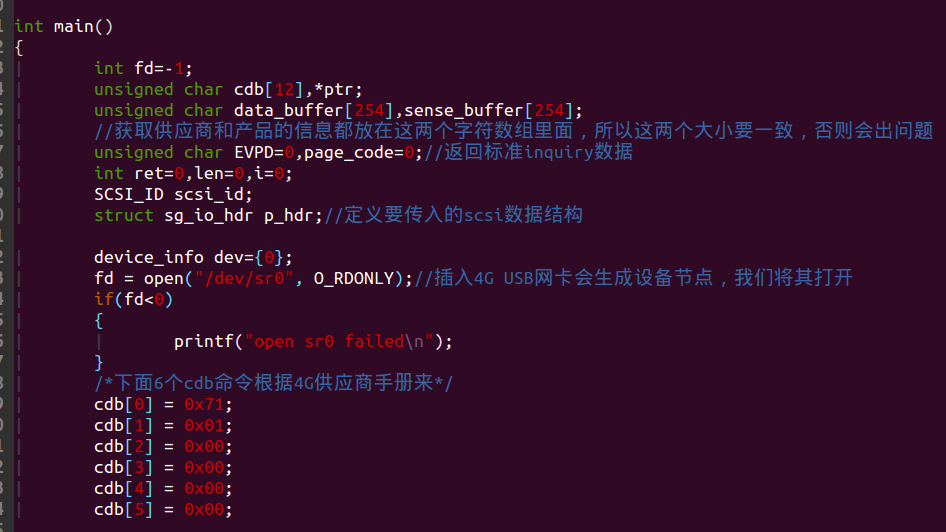 int main()
{
int fd=-1;
unsigned char cdb[12],*ptr;
unsigned char data_buffer[254],sense_buffer[254];
//获取供应商和产品的信息都放在这两个字符数组里面，所以这两个大小要一致，否则会出问题
unsigned char EVPD=0,page_code=0;//返回标准inquiry数据
int ret=0,len=0,i=0;
SCSI_ID scsi_id;
struct sg_io_hdr p_hdr;//定义要传入的scsi数据结构
device_info dev={0};
fd = open("/dev/sr0", O_RDONLY);//插入4G USB网卡会生成设备节点，我们将其打开
if(fd<0)
{
printf("open sr0 failed\n");
}
/*下面6个cdb命令根据4G供应商手册来*/
cdb[0] = 0x71;
cdb[1] = 0x01;
cdb[2] = 0x00;
cdb[3] = 0x00;
cdb[4] = 0x00;
cdb[5] = 0x00;